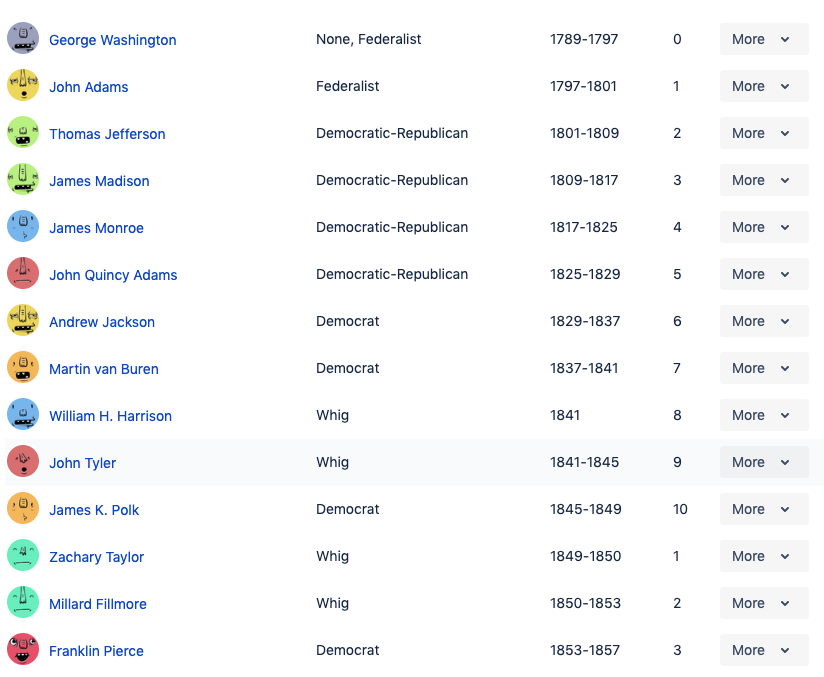 George Washington None, Federalist 1789-1797 0 More
John Adams Federalist 1797-1801 1 More
Thomas Jefferson Democratic-Republican 1801-1809 2 More
James Madison Democratic-Republican 1809-1817 3 More
James Monroe Democratic-Republican 1817-1825 4 More
John Quincy Adams Democratic-Republican 1825-1829 5 More
Andrew Jackson Democrat 1829-1837 6 More
Martin van Buren Democrat 1837-1841 7 More
William H. Harrison Whig 1841 8 More
John Tyler Whig 1841-1845 9 More
James K. Polk Democrat 1845-1849 10 More
Zachary Taylor Whig 1849-1850 1 More
Millard Fillmore Whig 1850-1853 2 More
Franklin Pierce Democrat 1853-1857 3 More